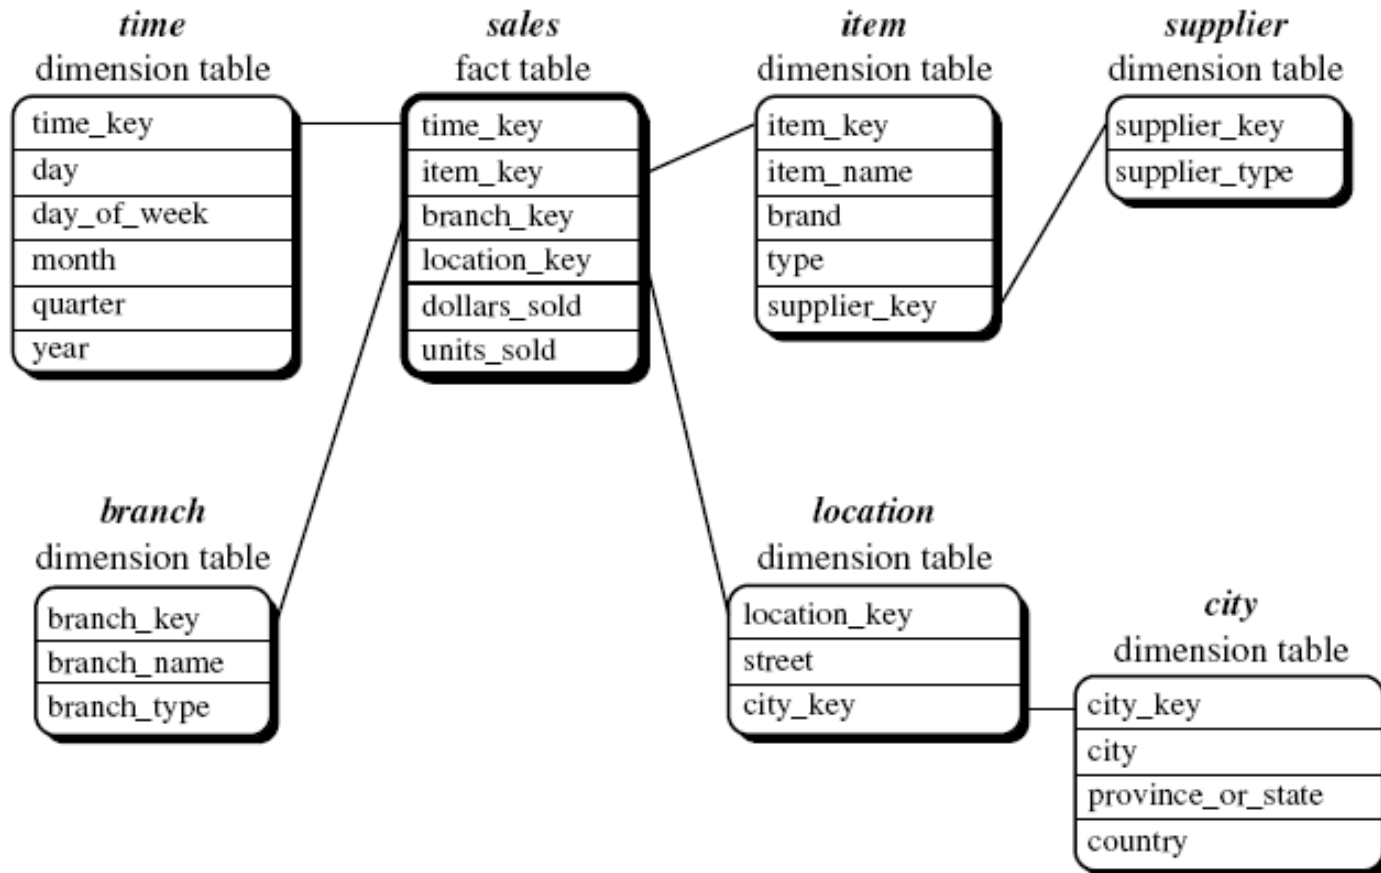 time
dimension table
time_key
day
day_of_week
month
quarter
year
sales
fact table
time_key
item_key
branch_key
location_key
dollars_sold
units_sold
item
dimension table
item_key
item_name
brand
type
supplier_key
supplier
dimension table
supplier_key
supplier_type
branch
dimension table
branch_key
branch_name
branch_type
location
dimension table
location_key
street
city_key
city
dimension table
city_key
city
province_or_state
country